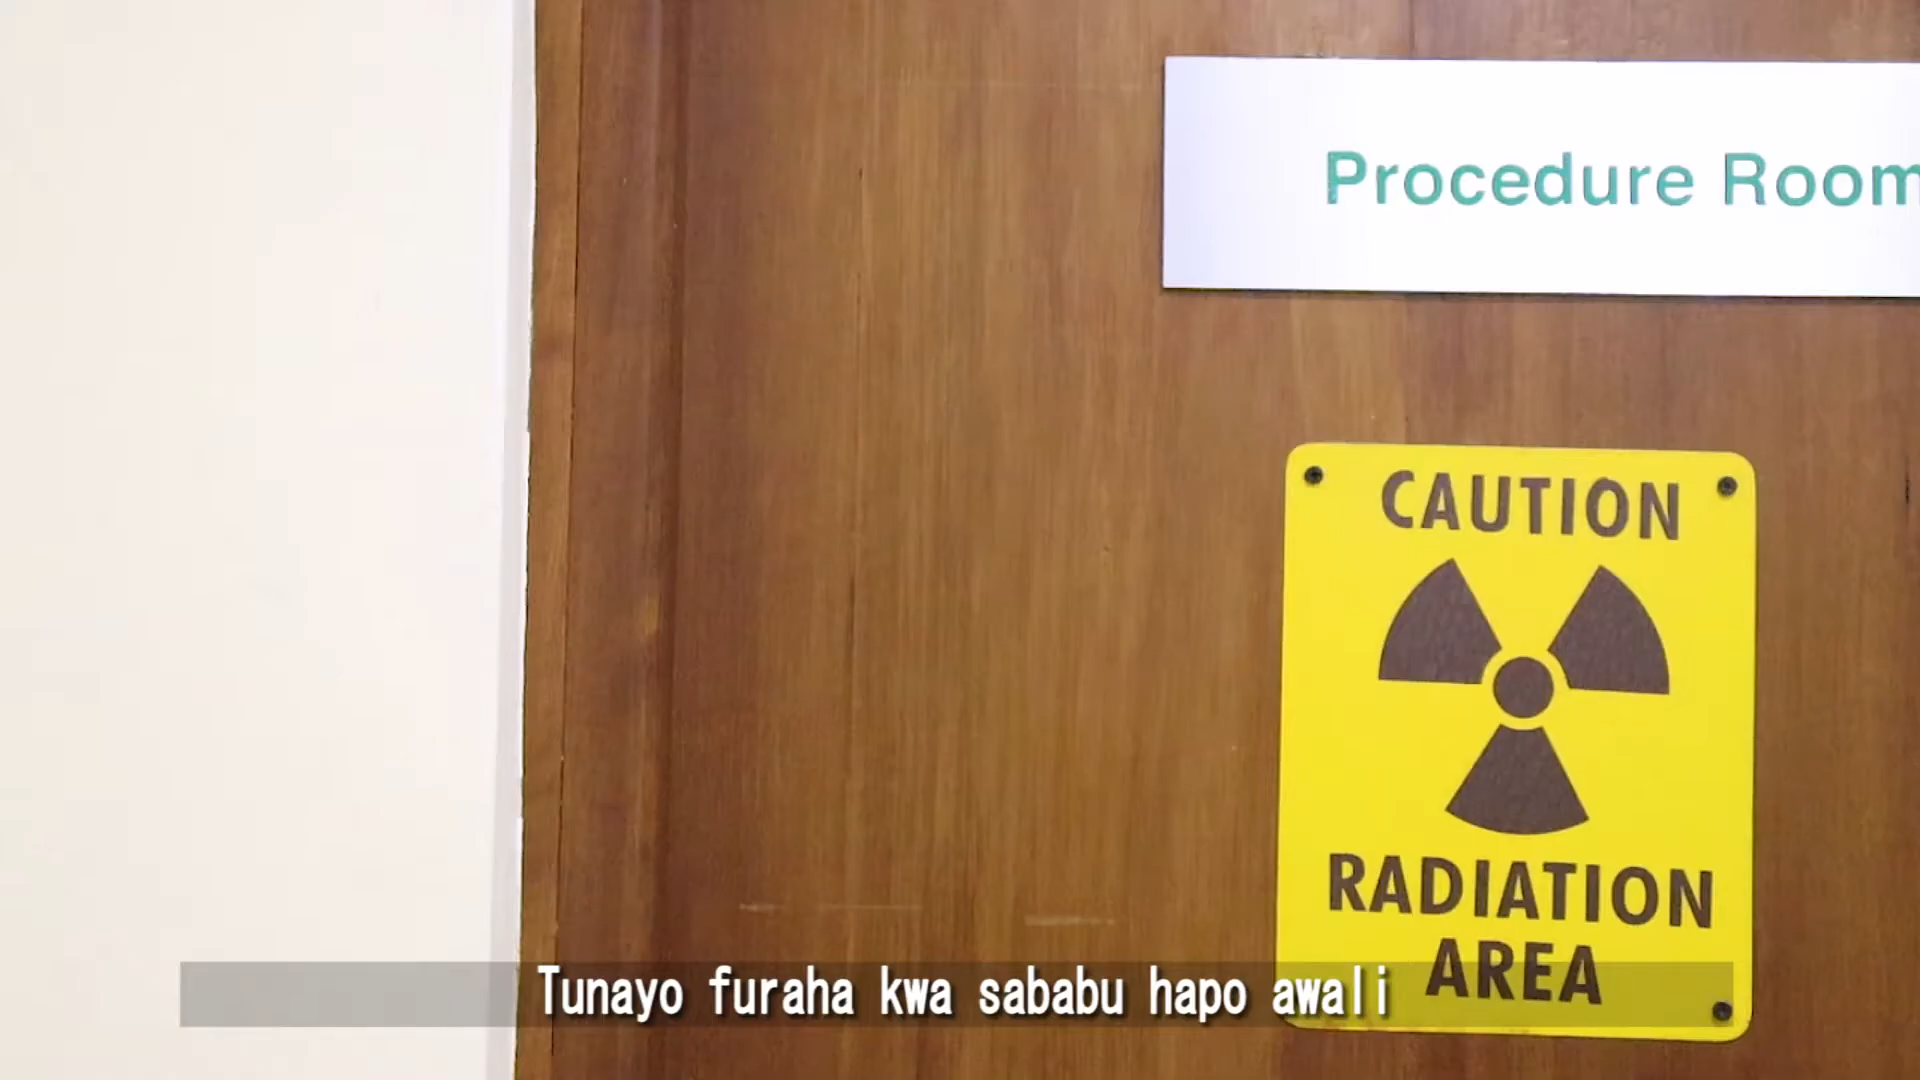 Procedure Room
CAUTION
RADIATION
AREA
Tunayo furaha kwa sababu hapo awali